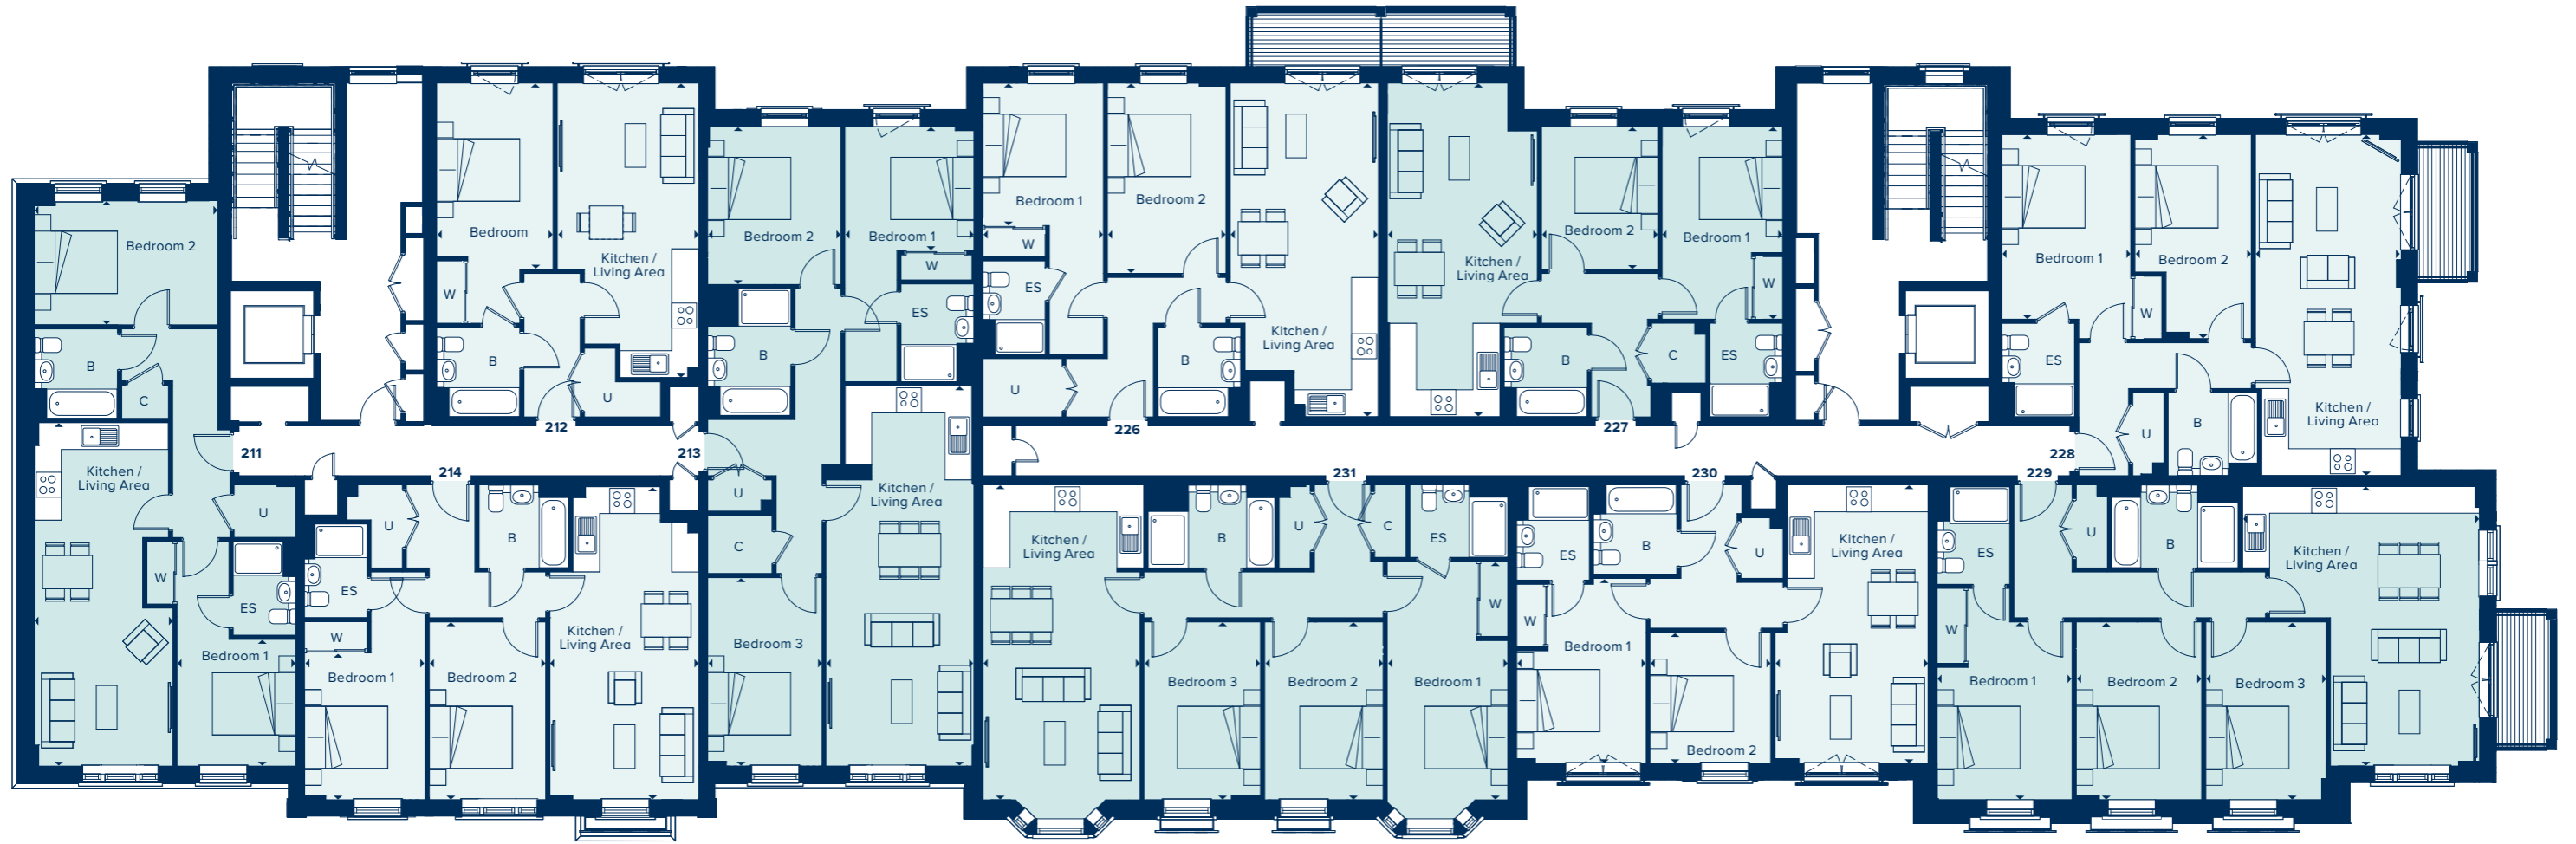 Bedroom 2
B
C
Kitchen /
Living Area
W
ES
Bedroom 1
U
211
Bedroom
W
B
Kitchen /
Living Area
U
212
214
U
B
ES
W
Bedroom 1
Bedroom 2
Kitchen /
Living Area
213
Bedroom 2
Bedroom 1
W
ES
B
U
C
Kitchen /
Living Area
Bedroom 3
Bedroom 1
W
ES
U
Bedroom 2
B
Kitchen /
Living Area
226
Kitchen /
Living Area
Bedroom 2
Bedroom 1
W
B
C
ES
227
231
Kitchen /
Living Area
B
U
C
ES
W
Bedroom 3
Bedroom 2
Bedroom 1
230
ES
B
U
W
Bedroom 1
Bedroom 2
Kitchen /
Living Area
Bedroom 1
Bedroom 2
W
ES
U
B
Kitchen /
Living Area
228
229
ES
U
B
W
Kitchen /
Living Area
Bedroom 1
Bedroom 2
Bedroom 3